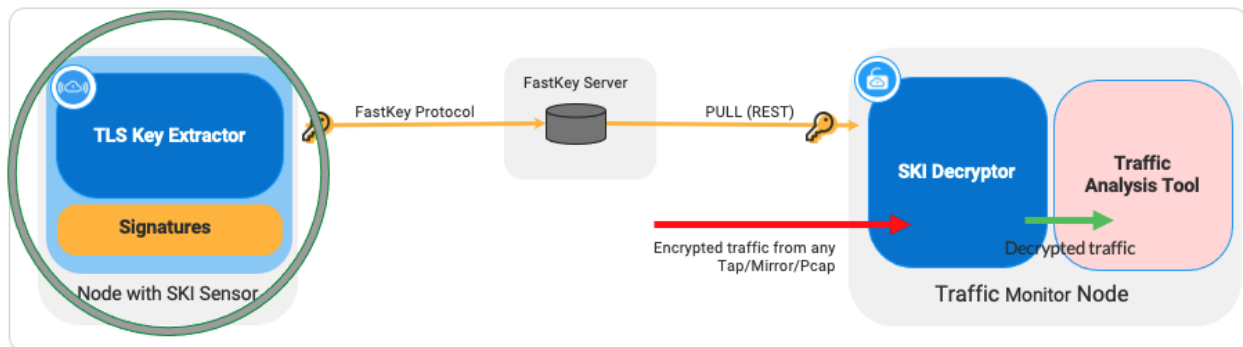 TLS Key Extractor
Signatures
Node with SKI Sensor
FastKey Protocol
FastKey Server
PULL (REST)
Encrypted traffic from any
Tap/Mirror/Pcap
SKI Decryptor
Traffic
Analysis Tool
Decrypted traffic
Traffic Monitor Node